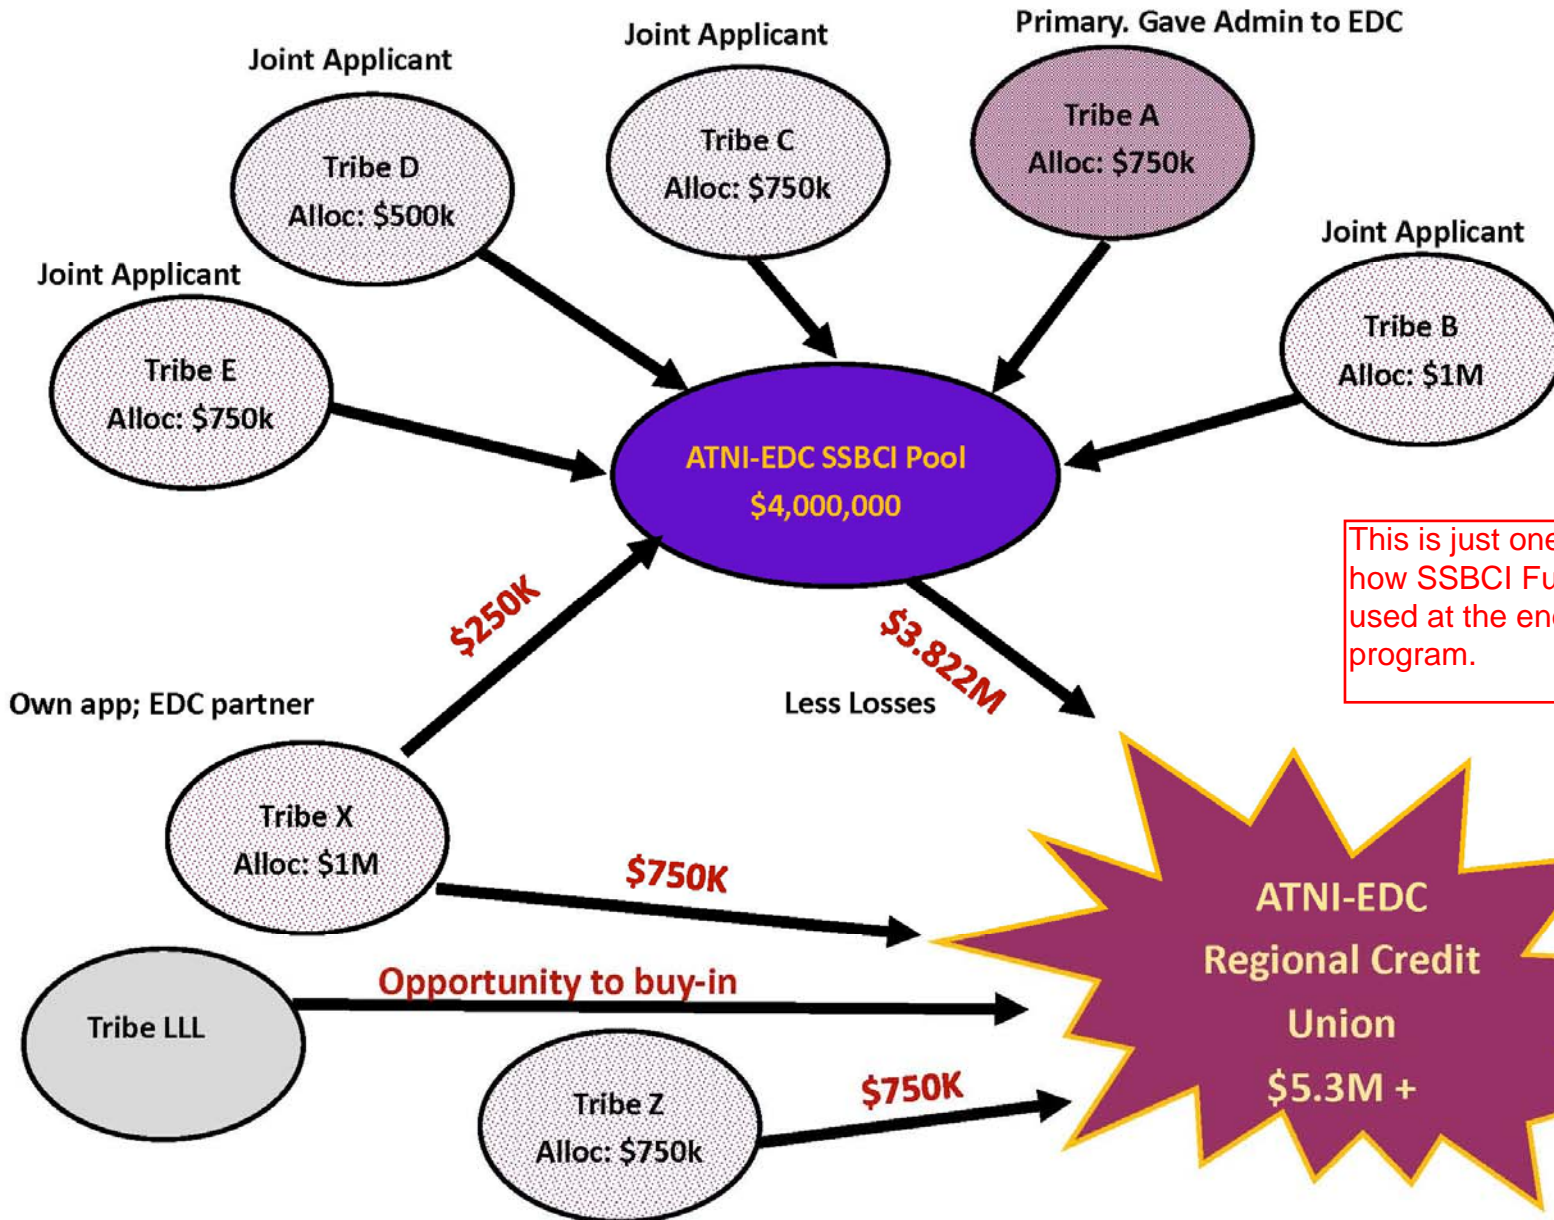 Primary. Gave Admin to EDC
Joint Applicant
Joint Applicant
Tribe A
Alloc: $750k
Tribe C
Alloc: $750k
Tribe D
Alloc: $500k
Joint Applicant
Joint Applicant
Tribe B
Alloc: $1M
Tribe E
Alloc: $750k
ATNI-EDC SSBCI Pool
$4,000,000
This is just one
how SSBCI
used at the
program.
$250K
$3.822M
Own app; EDC partner
Less Losses
Tribe X
Alloc: $1M
$750K
ATNI-EDC
Regional Credit
Union
$5.3M +
Opportunity to buy-in
Tribe LLL
$750K
Tribe Z
Alloc: $750k